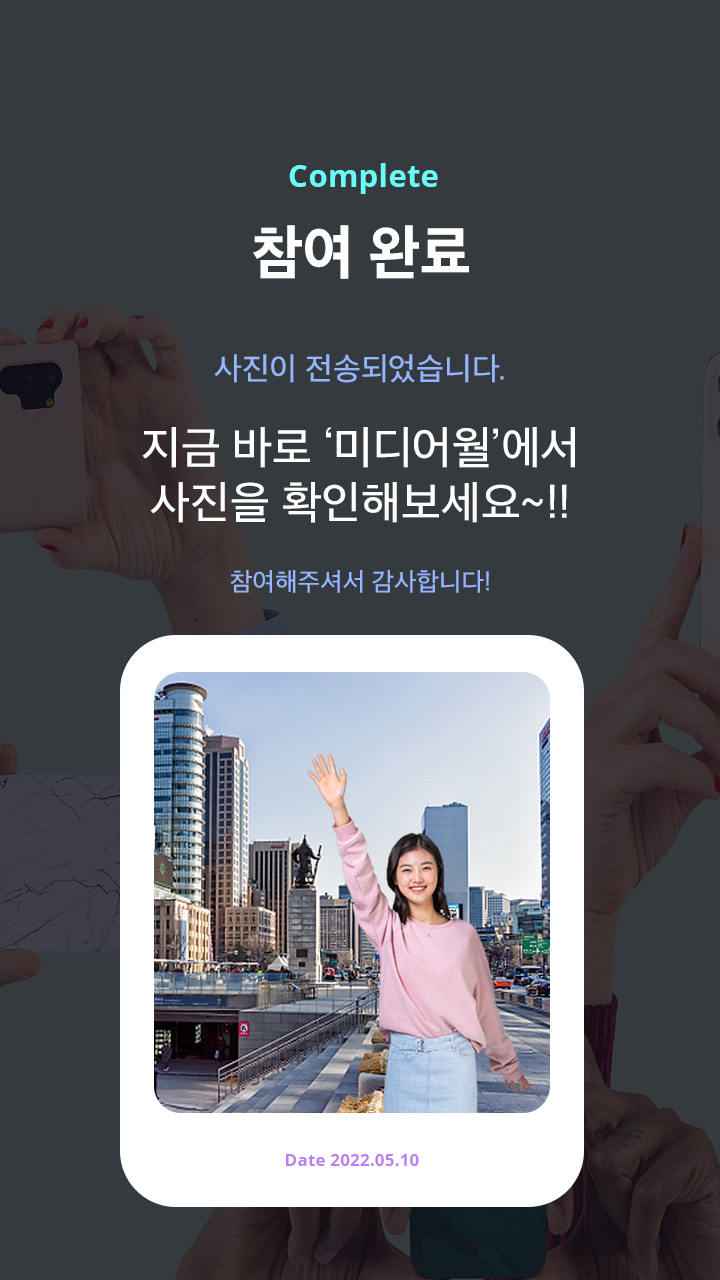 Complete
참여 완료
사진이 전송되었습니다.
지금 바로 ‘미디어월’에서
사진을 확인해보세요~!!
참여해주셔서 감사합니다!
Date 2022.05.10